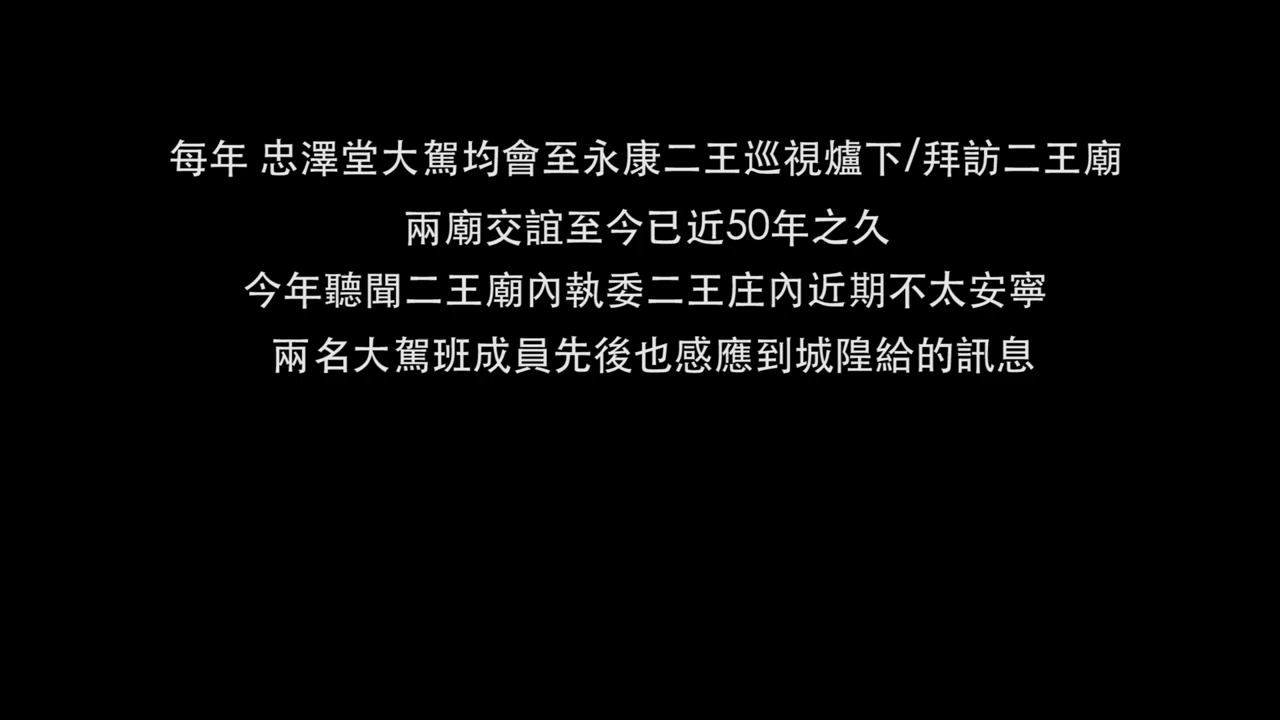 每年 忠澤堂大駕均會至永康二王巡視爐下/拜訪二王廟
兩廟交誼至今已近50年之久
今年聽聞二王廟內執委二王庄內近期不太安寧
兩名大駕班成員先後也感應到城隍給的訊息